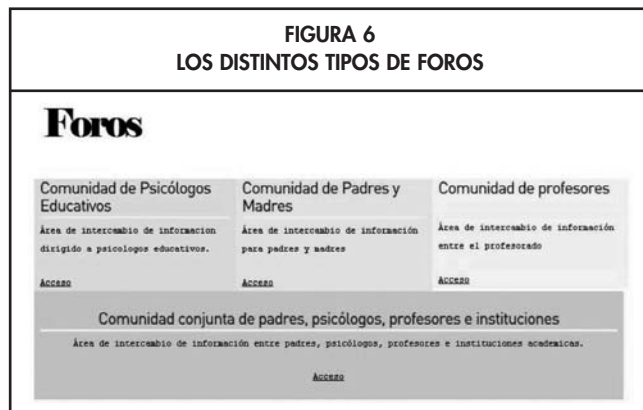 FIGURA 6
LOS DISTINTOS TIPOS DE FOROS
Foros
Comunidad de Psicólogos
Educativos
Área de intercambio de informacion
dirigido a psicologos educativos.
Acceso
Comunidad de Padres y
Madres
Área de intercambio de información
para padres y madres
Acceso
Comunidad de profesores
Área de intercambio de información
entre el profesorado
Acceso
Comunidad conjunta de padres, psicólogos, profesores e instituciones
Área de intercambio de información entre padres, psicólogos, profesores e instituciones academicas.
Acceso